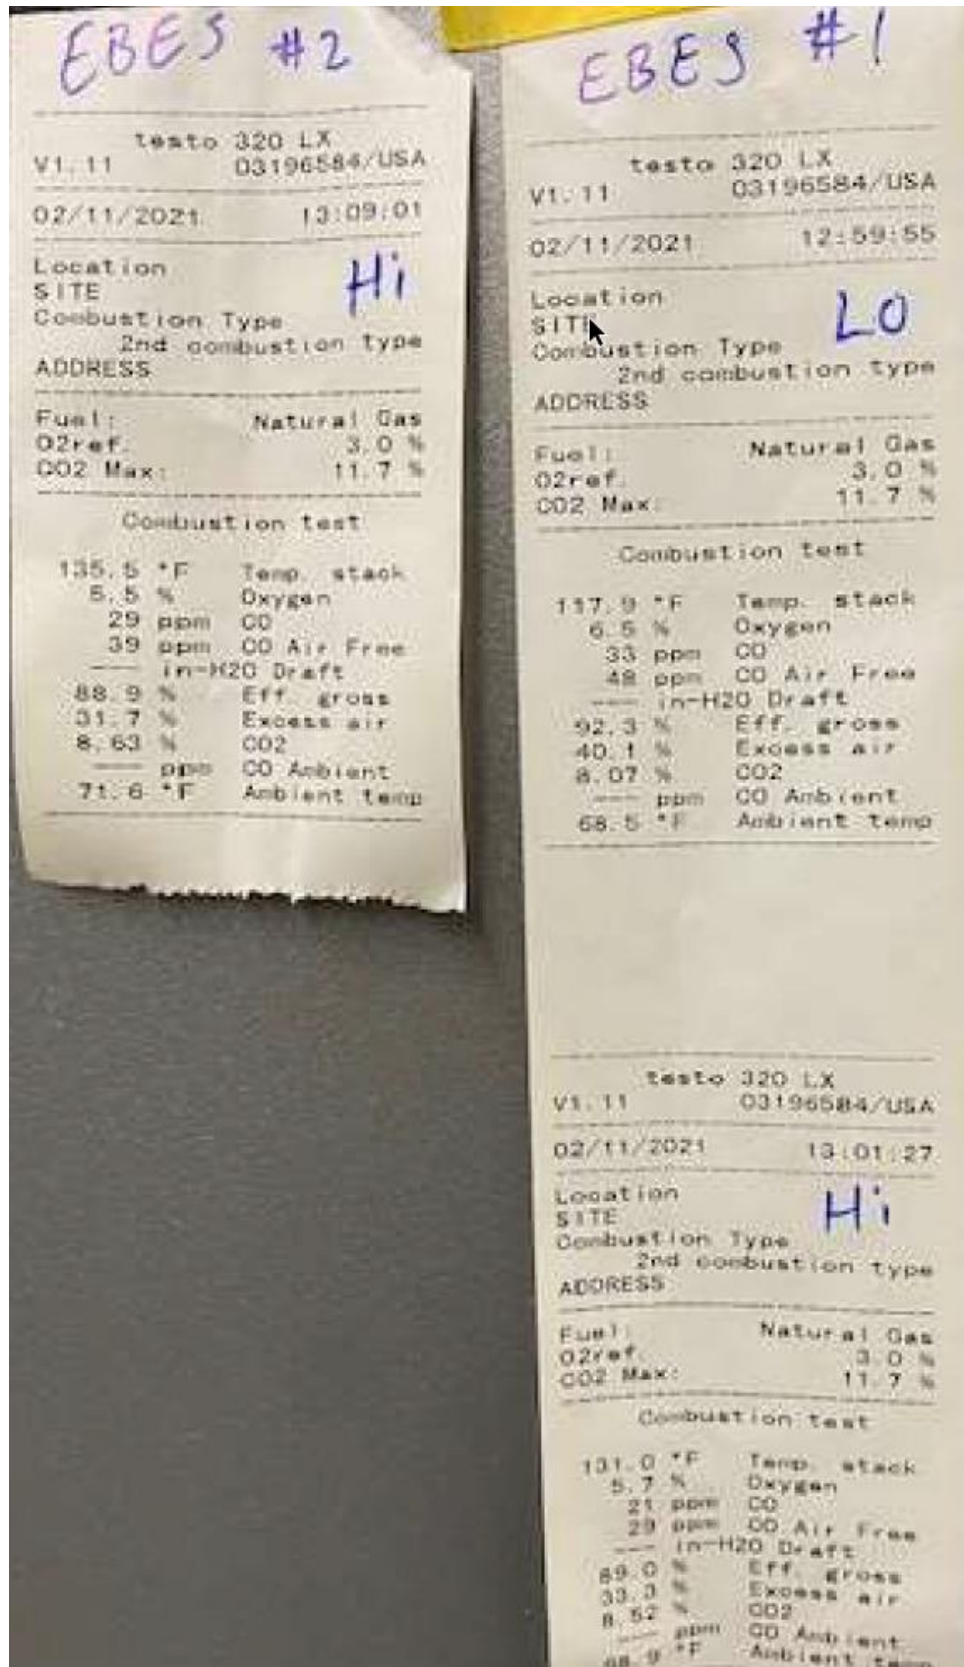 EBES #2
testo 320 LX
V1.11 03196584/USA
02/11/2021 13:09:01
Location Hi
SITE
Combustion Type
2nd combustion type
ADDRESS
Fuel: Natural Gas
O2ref. 3.0 %
CO2 Max: 11.7 %
Combustion test
135.5 °F Temp. stack
5.5 % Oxygen
29 ppm CO
39 ppm CO Air Free
--- in-H2O Draft
88.9 % Eff. gross
31.7 % Excess air
8.63 % CO2
--- ppm CO Ambient
71.6 °F Ambient temp
EBES #1
testo 320 LX
V1.11 03196584/USA
02/11/2021 12:59:55
Location LO
SITE
Combustion Type
2nd combustion type
ADDRESS
Fuel: Natural Gas
O2ref. 3.0 %
CO2 Max: 11.7 %
Combustion test
117.9 °F Temp. stack
6.5 % Oxygen
33 ppm CO
48 ppm CO Air Free
--- in-H2O Draft
92.3 % Eff. gross
40.1 % Excess air
8.07 % CO2
--- ppm CO Ambient
68.5 °F Ambient temp
testo 320 LX
V1.11 03196584/USA
02/11/2021 13:01:27
Location Hi
SITE
Combustion Type
2nd combustion type
ADDRESS
Fuel: Natural Gas
O2ref. 3.0 %
CO2 Max: 11.7 %
Combustion test
131.0 °F Temp. stack
5.7 % Oxygen
21 ppm CO
29 ppm CO Air Free
--- in-H2O Draft
89.0 % Eff. gross
33.3 % Excess air
8.52 % CO2
--- ppm CO Ambient
68.9 °F Ambient temp